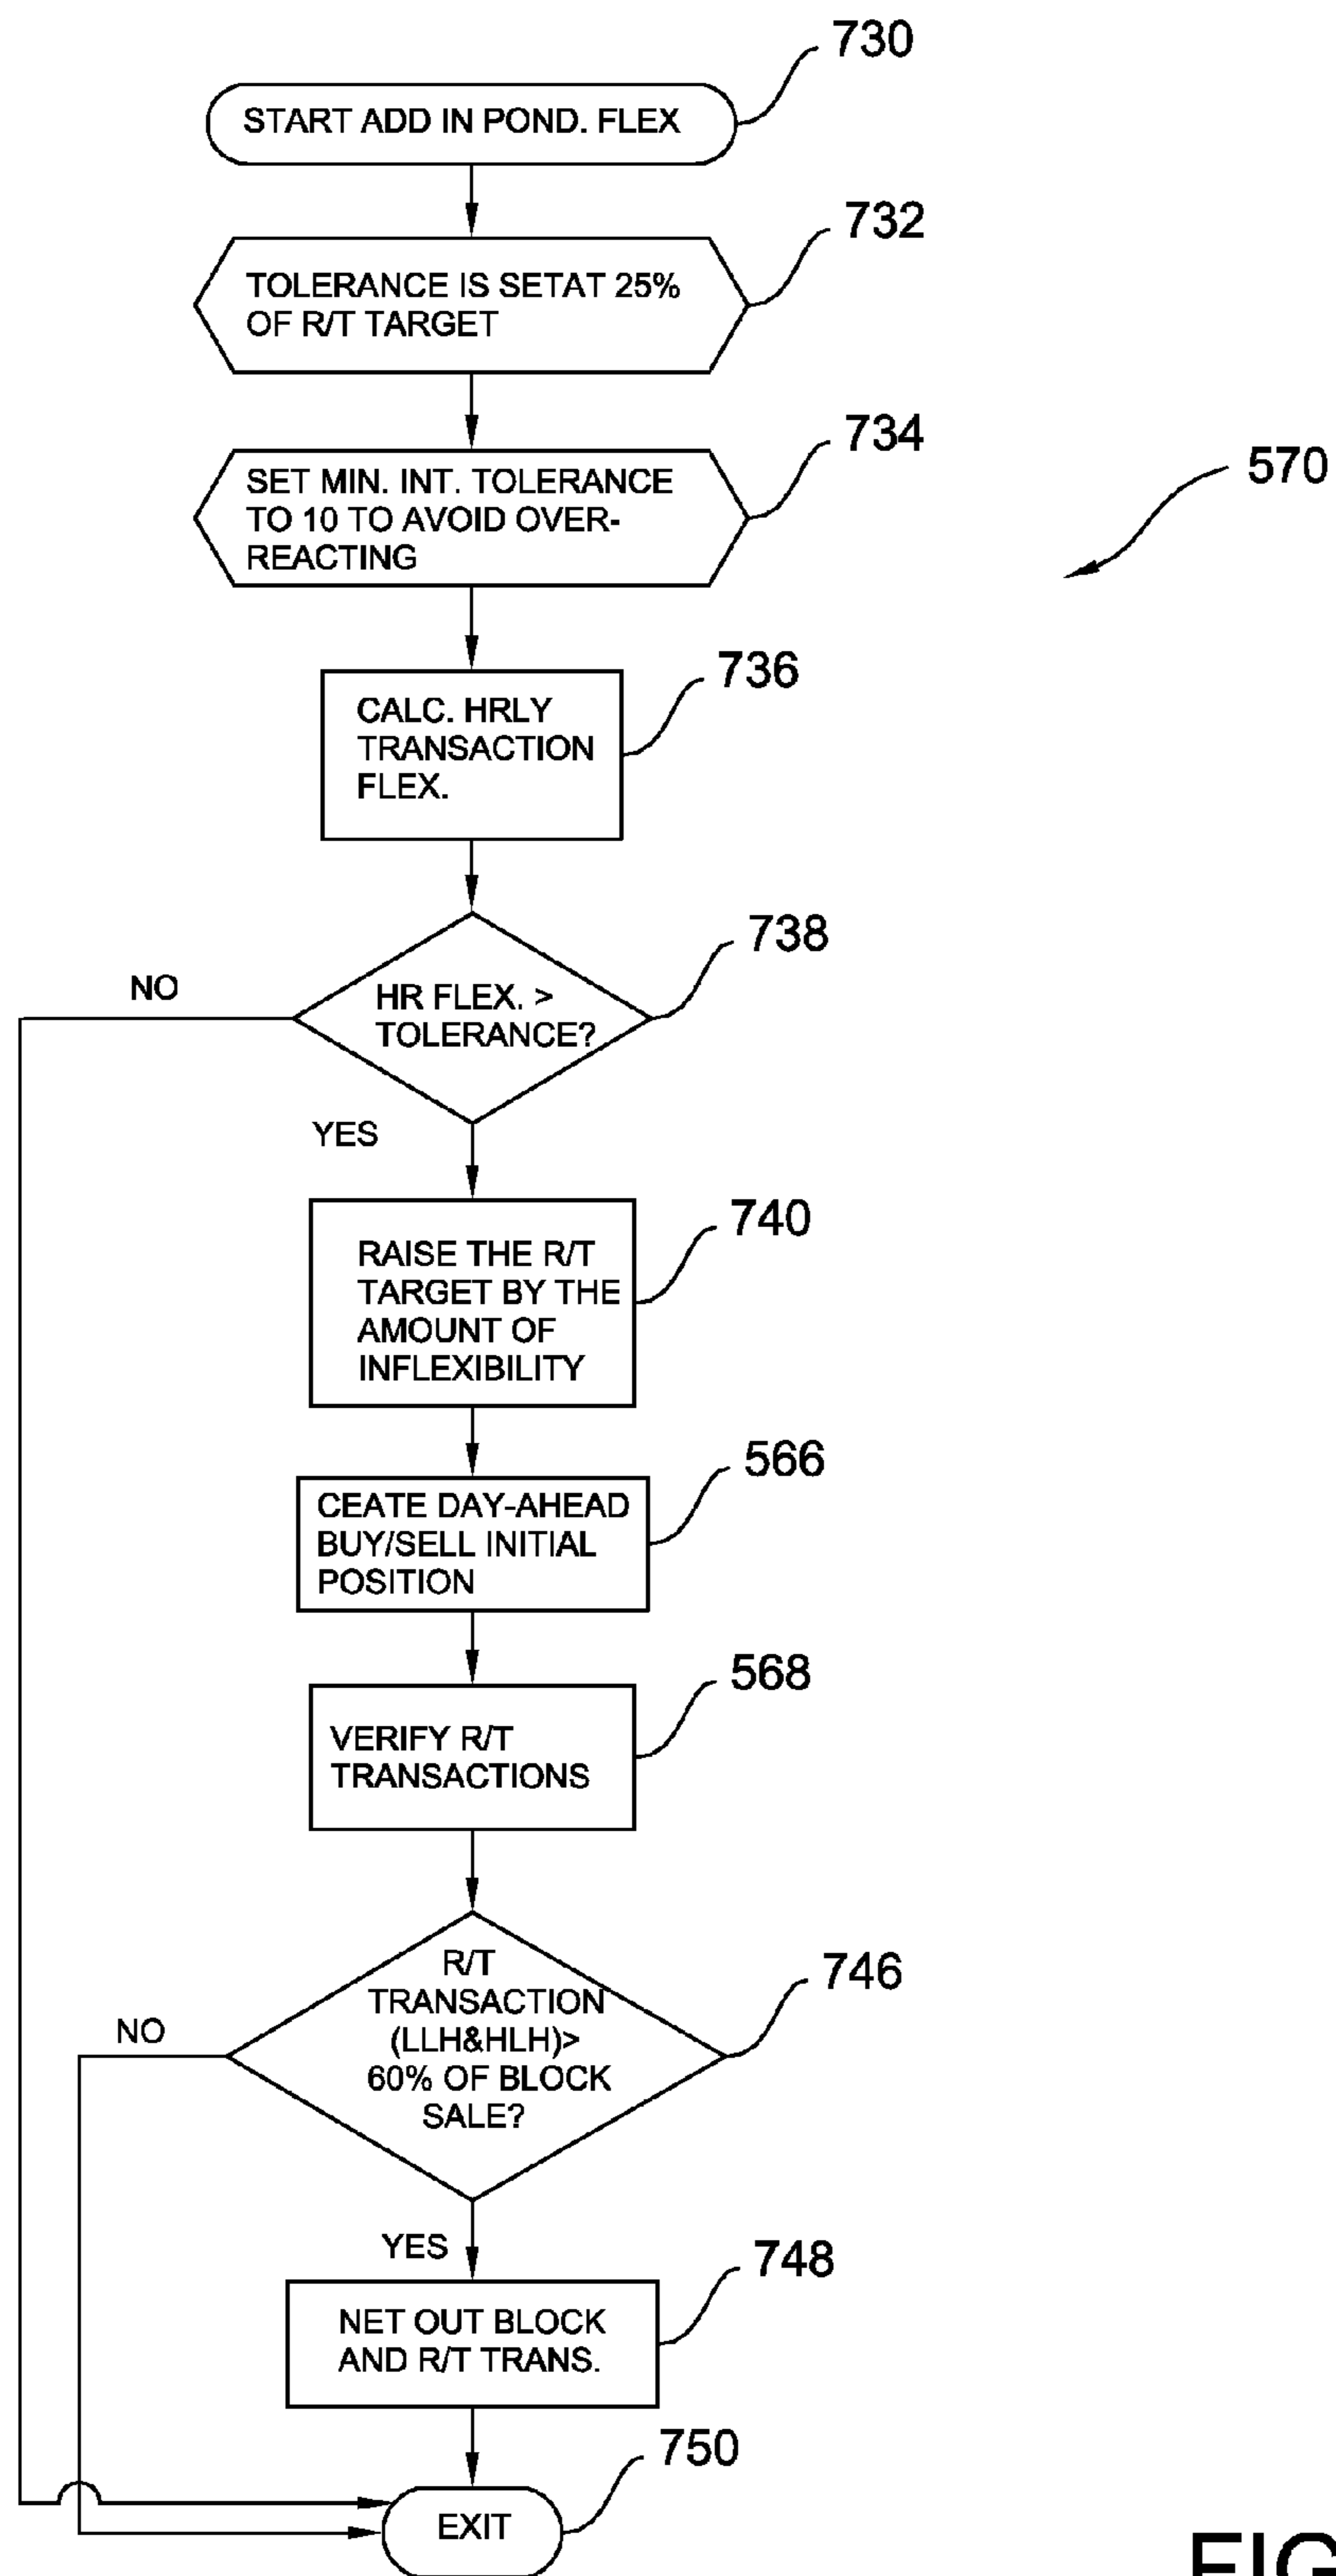 730
START ADD IN POND. FLEX
732
TOLERANCE IS SETAT 25%
OF R/T TARGET
734
SET MIN. INT. TOLERANCE
TO 10 TO AVOID OVER-
REACTING
570
736
CALC. HRLY
TRANSACTION
FLEX.
738
NO
HR FLEX. >
TOLERANCE?
YES
740
RAISE THE R/T
TARGET BY THE
AMOUNT OF
INFLEXIBILITY
566
CEATE DAY-AHEAD
BUY/SELL INITIAL
POSITION
568
VERIFY R/T
TRANSACTIONS
746
NO
R/T
TRANSACTION
(LLH&HLH)>
60% OF BLOCK
SALE?
YES
748
NET OUT BLOCK
AND R/T TRANS.
750
EXIT
FIG